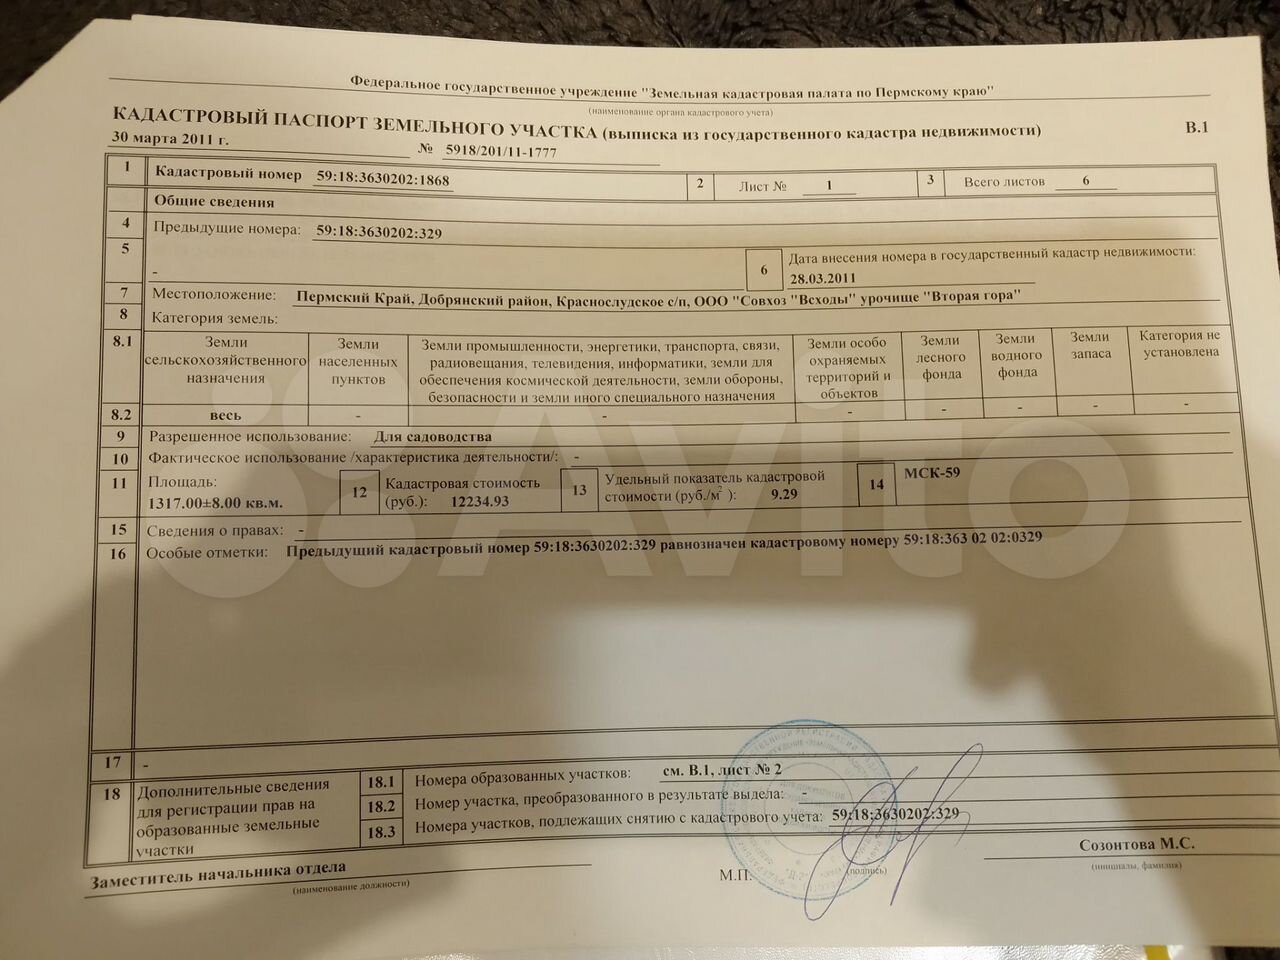 Федеральное государственное учреждение "Земельная кадастровая палата по Пермскому краю"
(наименование органа кадастрового учета)
КАДАСТРОВЫЙ ПАСПОРТ ЗЕМЕЛЬНОГО УЧАСТКА (выписка из государственного кадастра недвижимости)
В.1
30 марта 2011 г.
№ 5918/201/11-1777
1 Кадастровый номер 59:18:3630202:1868 2 Лист № 1 3 Всего листов 6
Общие сведения
4 Предыдущие номера: 59:18:3630202:329
5 -
6 Дата внесения номера в государственный кадастр недвижимости:
28.03.2011
7 Местоположение: Пермский Край, Добрянский район, Краснослудское с/п, ООО "Совхоз "Всходы" урочище "Вторая гора"
8 Категория земель:
8.1
Земли
сельскохозяйственного
назначения
Земли
населенных
пунктов
Земли промышленности, энергетики, транспорта, связи,
радиовещания, телевидения, информатики, земли для
обеспечения космической деятельности, земли обороны,
безопасности и земли иного специального назначения
Земли особо
охраняемых
территорий и
объектов
Земли
лесного
фонда
Земли
водного
фонда
Земли
запаса
Категория не
установлена
8.2 весь - - - - - - -
9 Разрешенное использование: Для садоводства
10 Фактическое использование /характеристика деятельности/: -
11 Площадь:
1317.00±8.00 кв.м.
12 Кадастровая стоимость
(руб.): 12234.93
13 Удельный показатель кадастровой
стоимости (руб./м²): 9.29
14 МСК-59
15 Сведения о правах: -
16 Особые отметки: Предыдущий кадастровый номер 59:18:3630202:329 равнозначен кадастровому номеру 59:18:363 02 02:0329
Avito
17 -
18 Дополнительные сведения
для регистрации прав на
образованные земельные
участки
18.1 Номера образованных участков: см. В.1, лист № 2
18.2 Номер участка, преобразованного в результате выдела: -
18.3 Номера участков, подлежащих снятию с кадастрового учета: 59:18:3630202:329
Заместитель начальника отдела
(наименование должности)
М.П.
(подпись)
Созонтова М.С.
(инициалы, фамилия)